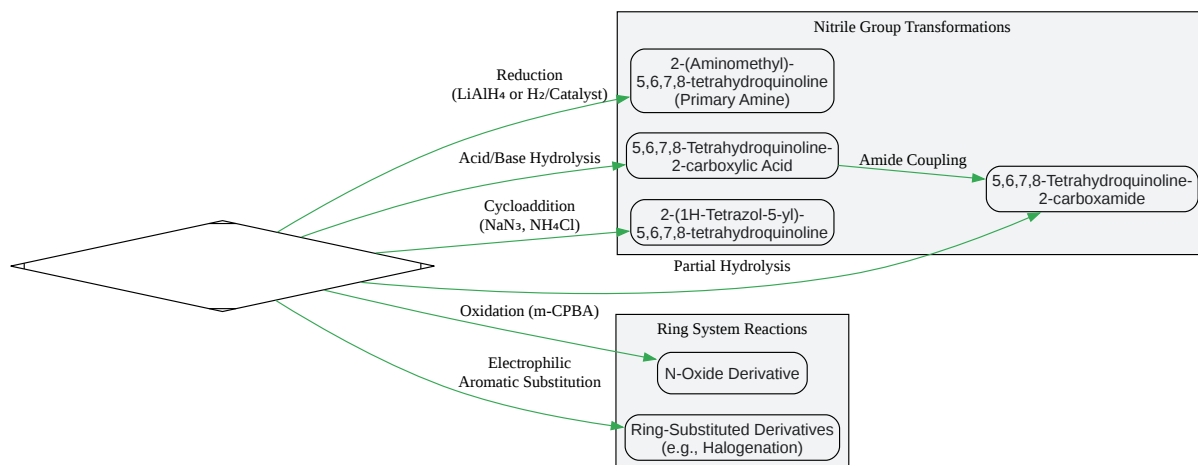 Nitrile Group Transformations
Reduction
(LiAlH₄ or H₂/Catalyst)
2-(Aminomethyl)-
5,6,7,8-tetrahydroquinoline
(Primary Amine)
Acid/Base Hydrolysis
5,6,7,8-Tetrahydroquinoline-
2-carboxylic Acid
Amide Coupling
5,6,7,8-Tetrahydroquinoline-
2-carboxamide
Cycloaddition
(NaN₃, NH₄Cl)
2-(1H-Tetrazol-5-yl)-
5,6,7,8-tetrahydroquinoline
Partial Hydrolysis
Ring System Reactions
Oxidation (m-CPBA)
N-Oxide Derivative
Electrophilic
Aromatic Substitution
Ring-Substituted Derivatives
(e.g., Halogenation)